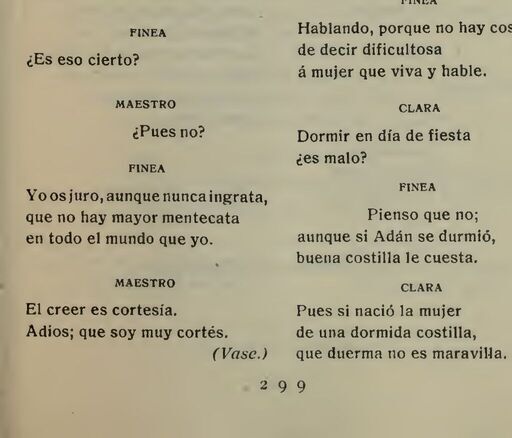 FINEA
¿Es eso cierto?
MAESTRO
¿Pues no?
FINEA
Yo os juro, aunque nunca ingrata,
que no hay mayor mentecata
en todo el mundo que yo.
MAESTRO
El creer es cortesía.
Adios; que soy muy cortés.
(Vase.)
FINEA
Hablando, porque no hay
de decir dificultosa
á mujer que viva y hable.
CLARA
Dormir en día de fiesta
¿es malo?
FINEA
Pienso que no;
aunque si Adán se durmió,
buena costilla le cuesta.
CLARA
Pues si nació la mujer
de una dormida costilla,
que duerma no es maravilla.
299